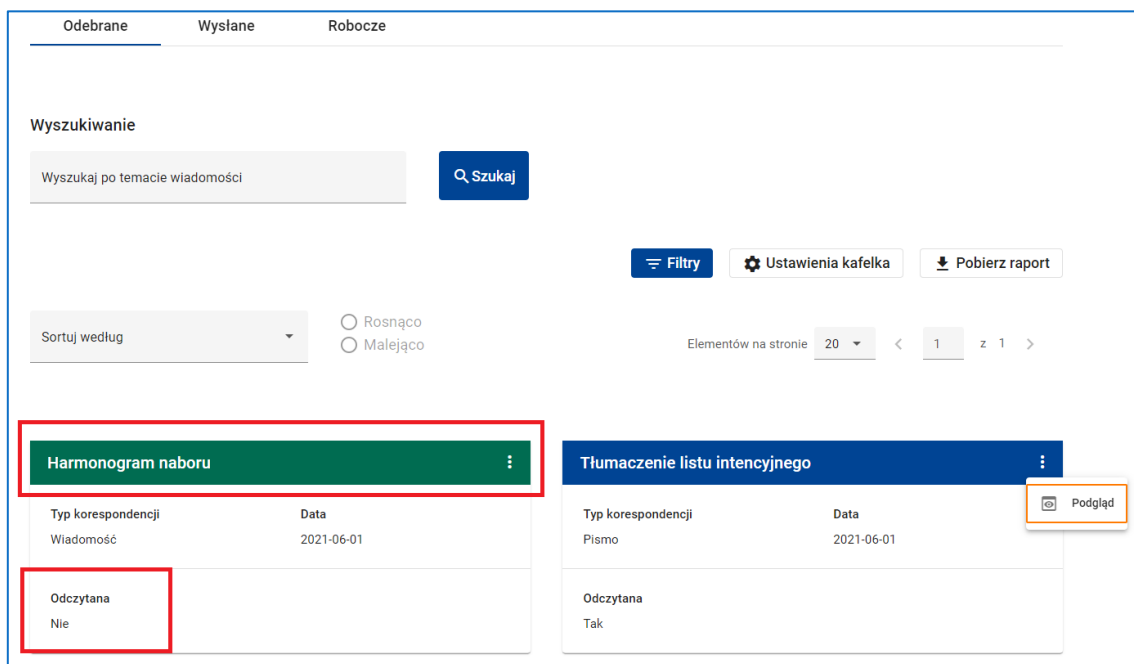 Odebrane Wysłane Robocze
Wyszukiwanie
Wyszukaj po temacie wiadomości Szukaj
Filtry Ustawienia kafelka Pobierz raport
Sortuj według
Rosnąco
Malejąco
Elementów na stronie 20 1 z 1
Harmonogram naboru
Typ korespondencji Data
Wiadomość 2021-06-01
Odczytana
Nie
Tłumaczenie listu intencyjnego
Podgląd
Typ korespondencji Data
Pismo 2021-06-01
Odczytana
Tak